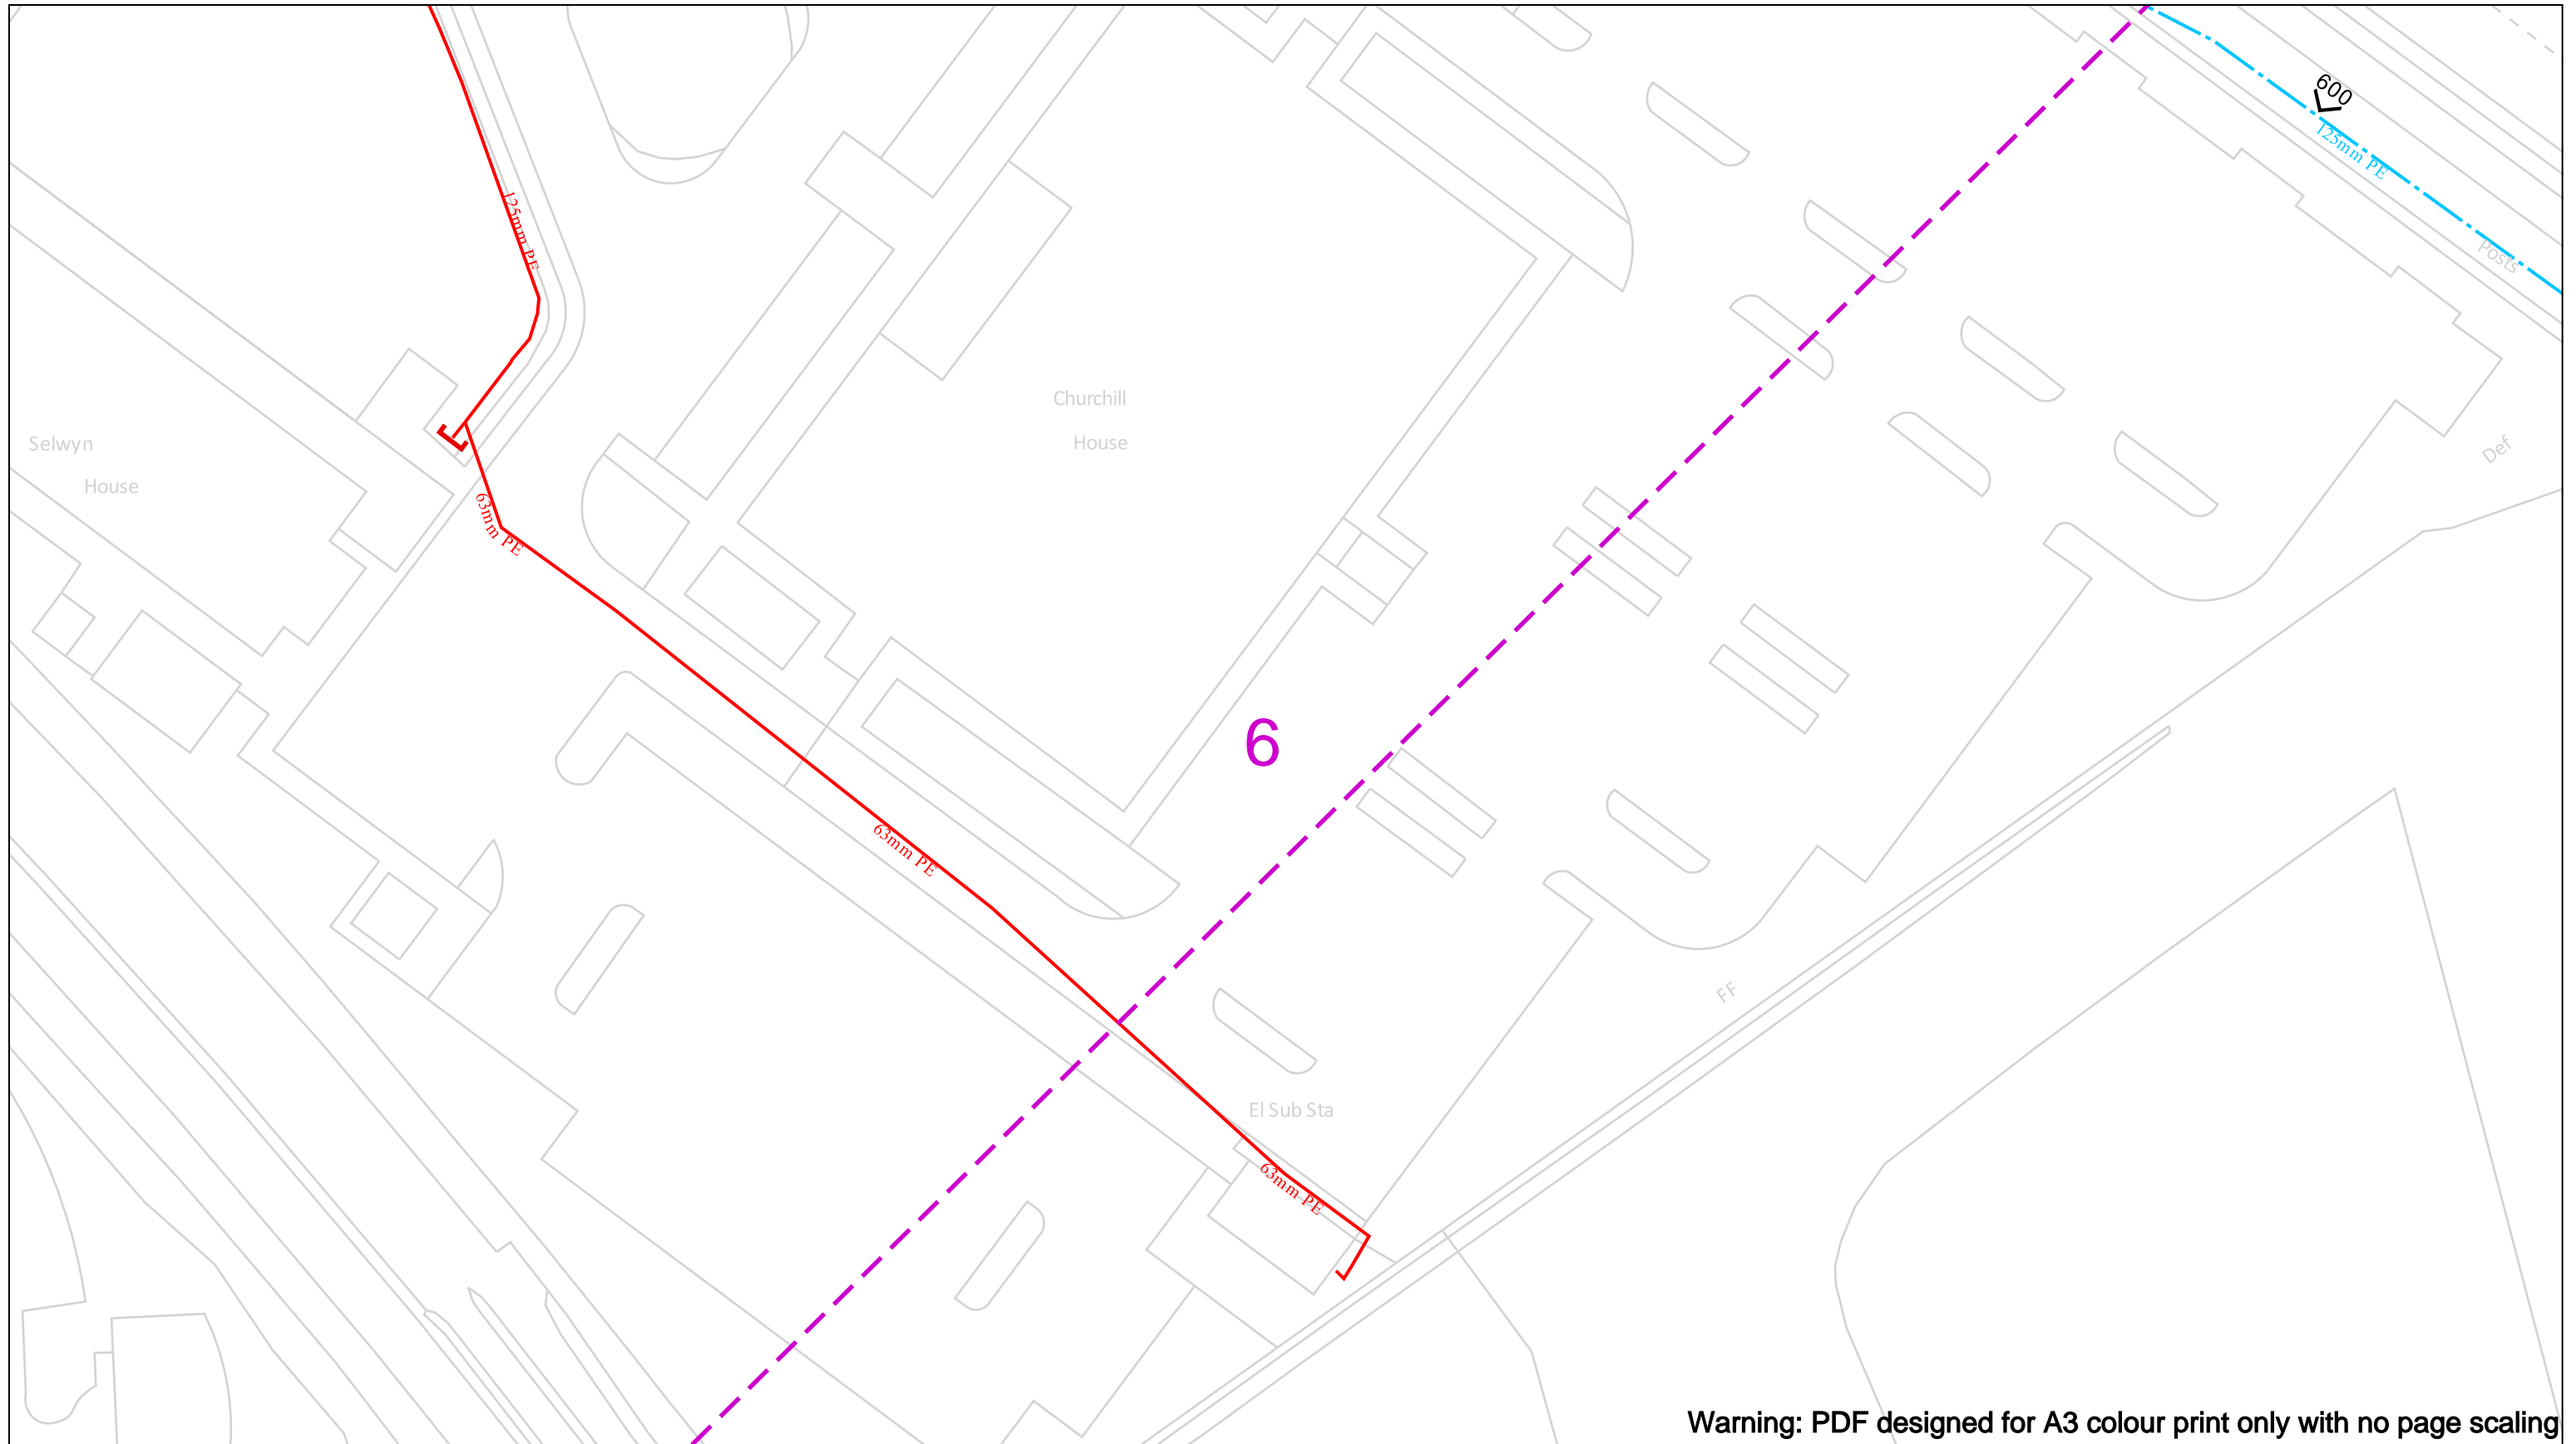 600
125mm PE
125mm PE
Posts
Churchill
House
Selwyn
House
Def
63mm PE
6
63mm PE
FF
El Sub Sta
63mm PE
Warning: PDF designed for A3 colour print only with no page scaling